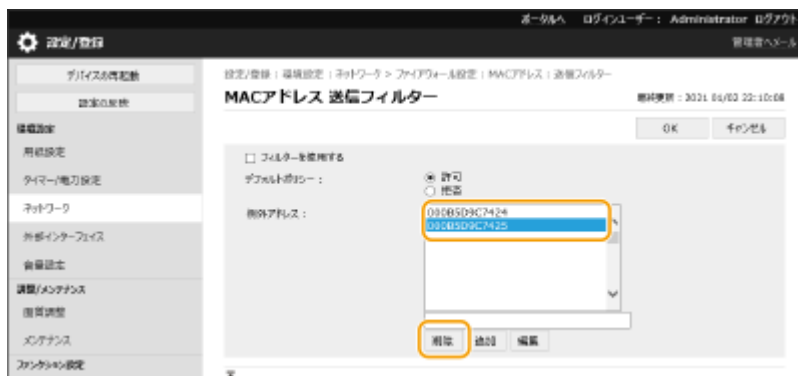 ポータルへ ログインユーザー： Administrator ログアウト
設定/登録
管理者へメール
デバイスの再起動
設定の反映
設定/登録 : 環境設定 : ネットワーク > ファイアウォール設定 : MACアドレス : 送信フィルター
MACアドレス 送信フィルター
最終更新 : 2021 04/02 22:10:08
OK キャンセル
環境設定
用紙設定
タイマー/電力設定
ネットワーク
外部インターフェイス
音量設定
調整/メンテナンス
画質調整
メンテナンス
ファンクション設定
フィルターを使用する
デフォルトポリシー：
許可
拒否
例外アドレス：
000B5D9C7424
000B5D9C7425
削除 追加 編集